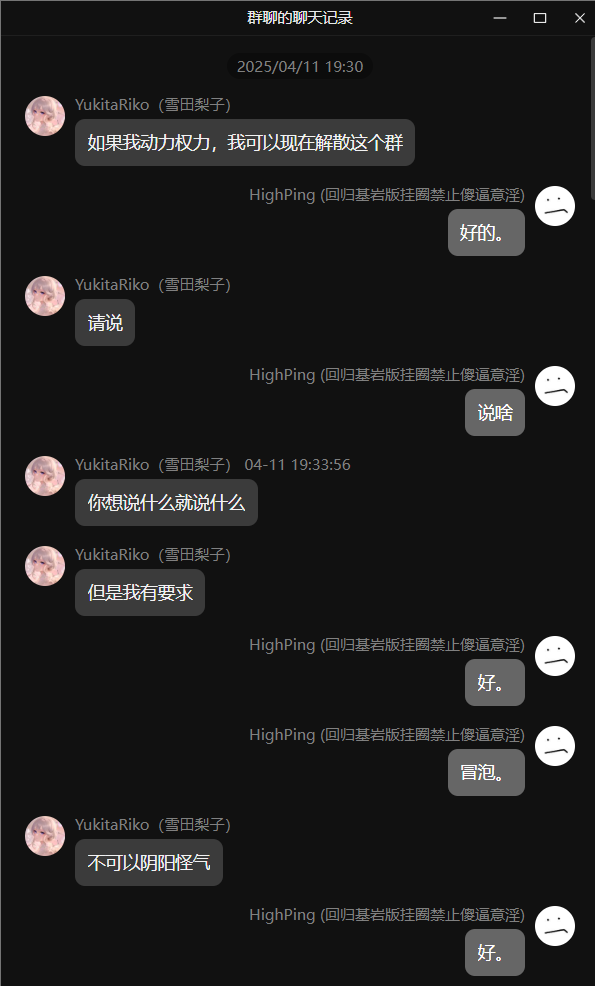 群聊的聊天记录
2025/04/11 19:30
YukitaRiko（雪田梨子）
如果我动力权力，我可以现在解散这个群
HighPing (回归基岩版挂圈禁止傻逼意淫)
好的。
YukitaRiko（雪田梨子）
请说
HighPing (回归基岩版挂圈禁止傻逼意淫)
说啥
YukitaRiko（雪田梨子） 04-11 19:33:56
你想说什么就说什么
YukitaRiko（雪田梨子）
但是我有要求
HighPing (回归基岩版挂圈禁止傻逼意淫)
好。
HighPing (回归基岩版挂圈禁止傻逼意淫)
冒泡。
YukitaRiko（雪田梨子）
不可以阴阳怪气
HighPing (回归基岩版挂圈禁止傻逼意淫)
好。